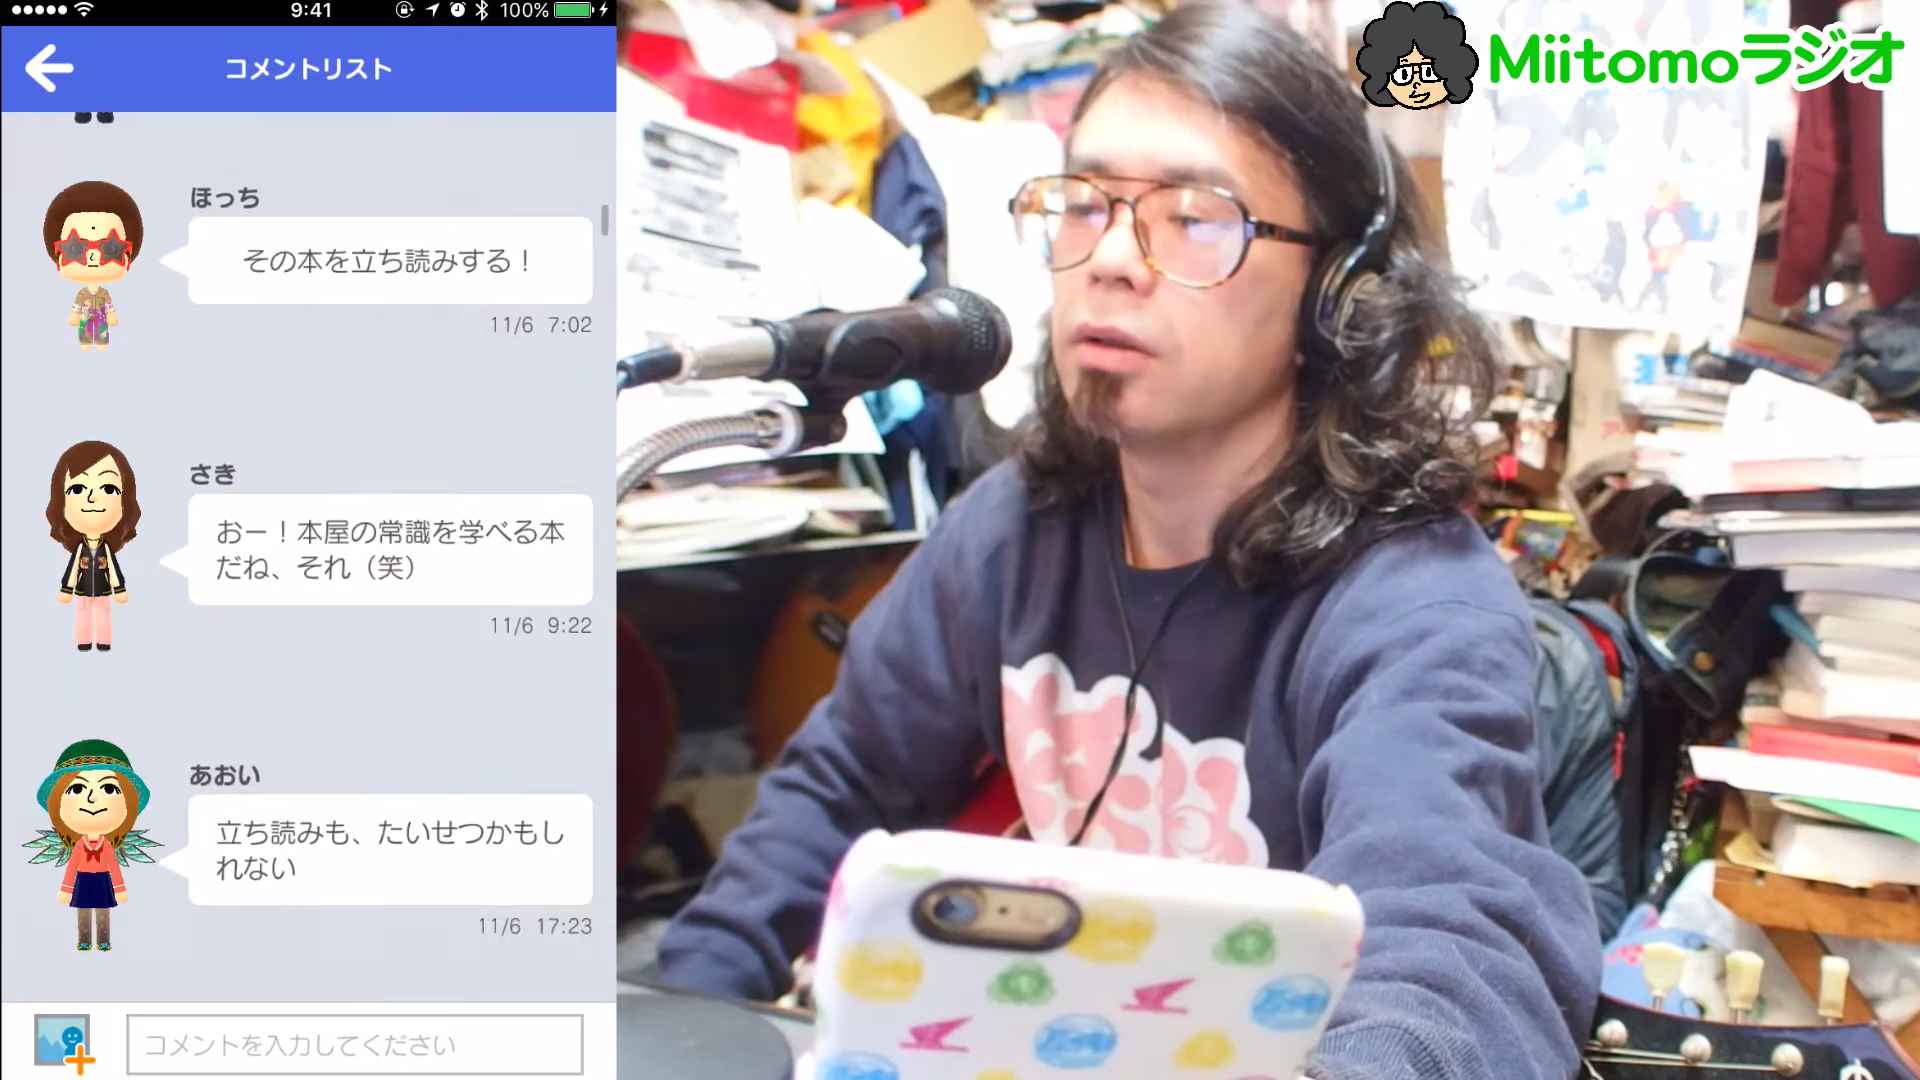 9:41
100%
コメントリスト
ほっち
その本を立ち読みする！
11/6 7:02
さき
おー！本屋の常識を学べる本
だね、それ（笑）
11/6 9:22
あおい
立ち読みも、たいせつかもし
れない
11/6 17:23
コメントを入力してください
Miitomoラジオ